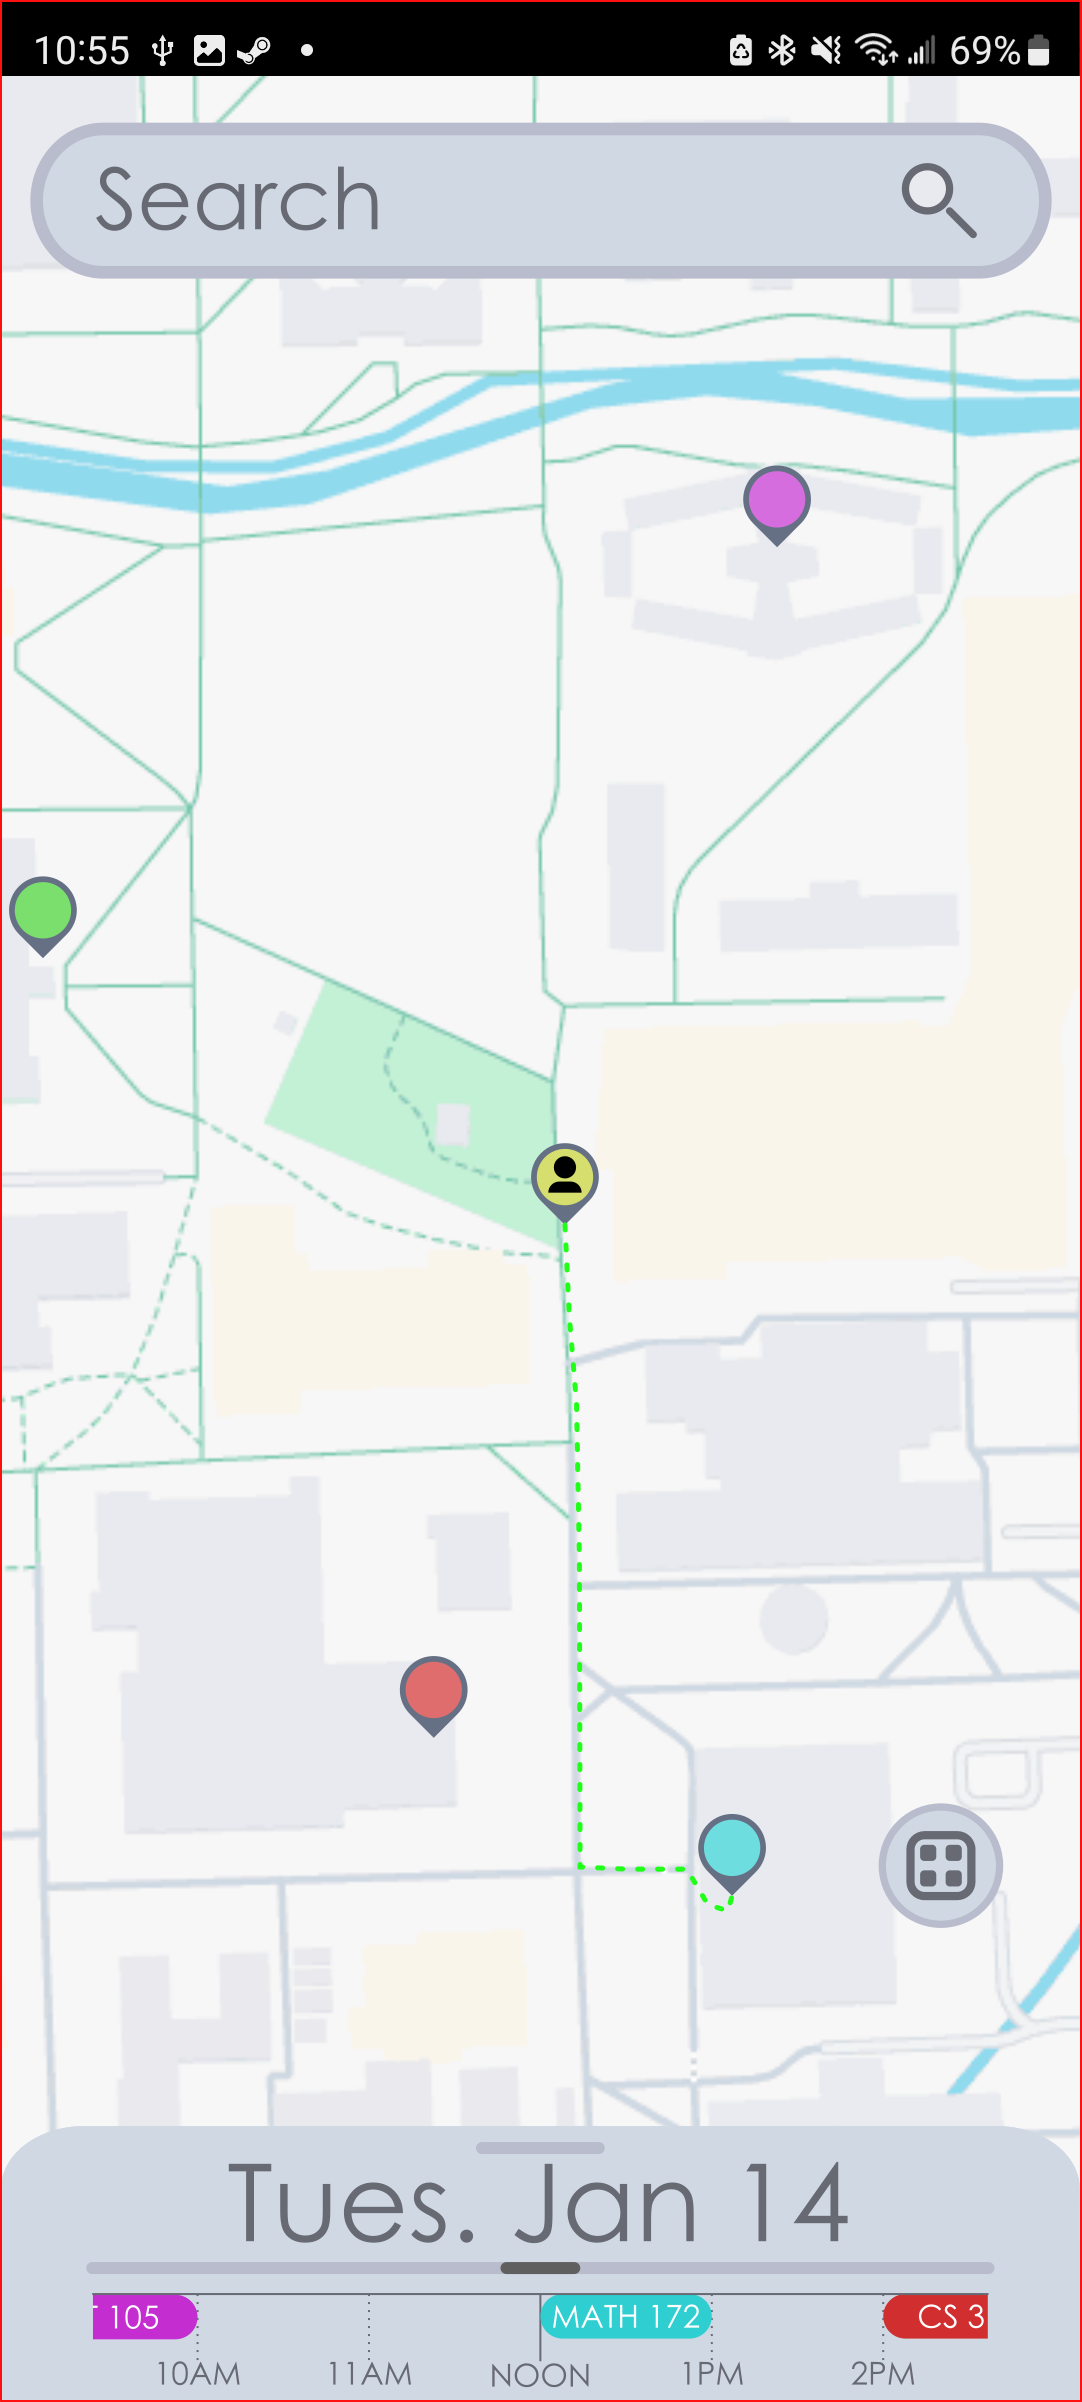 10:55
69%
Search
Tues. Jan 14
105 MATH 172 CS 3
10AM 11AM NOON 1PM 2PM